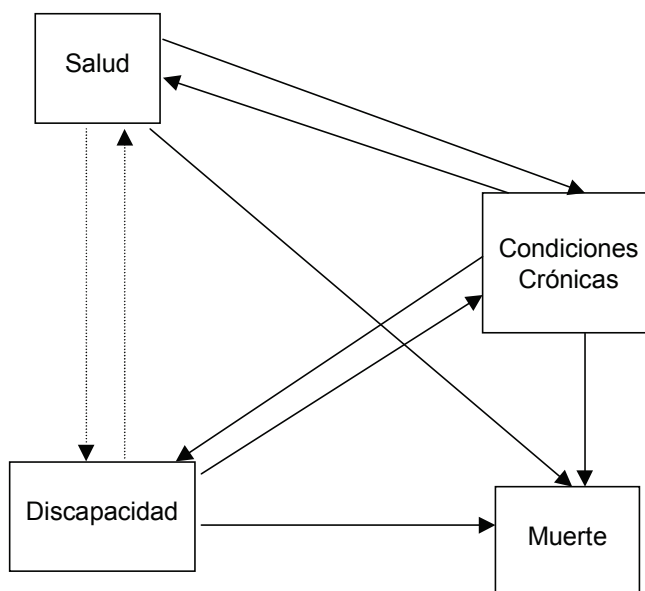 Salud
Condiciones
Crónicas
Discapacidad
Muerte